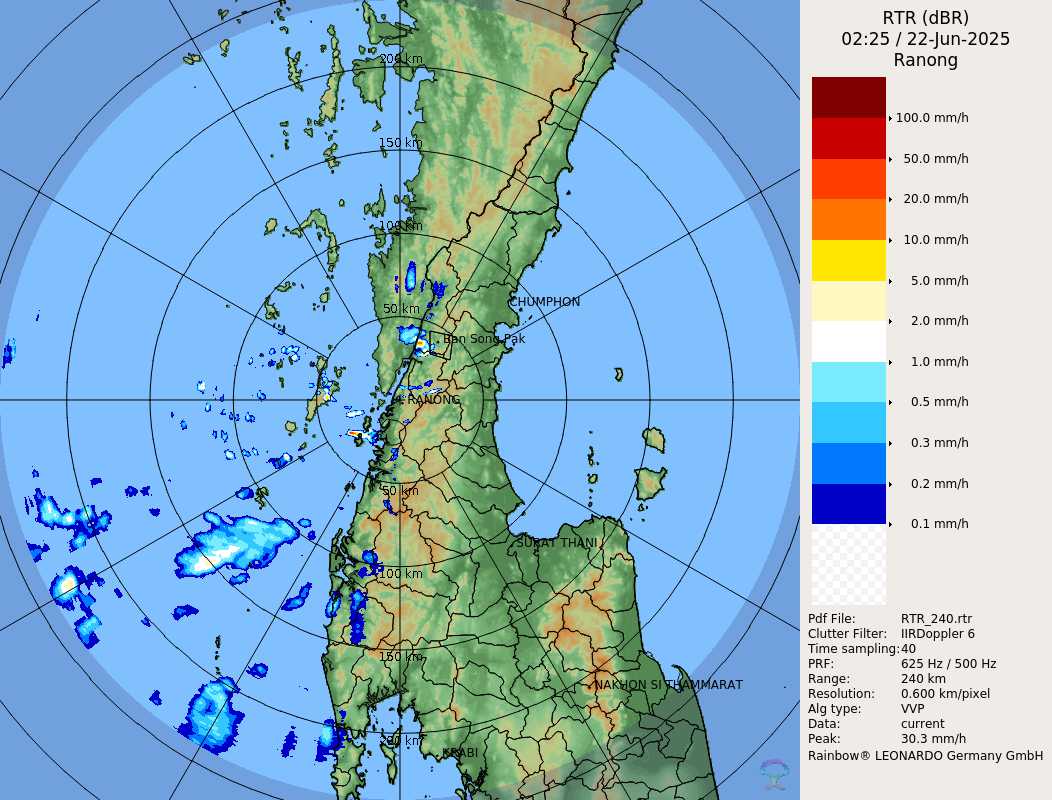 RTR (dBR)
02:25 / 22-Jun-2025
Ranong
100.0 mm/h
50.0 mm/h
20.0 mm/h
10.0 mm/h
5.0 mm/h
2.0 mm/h
1.0 mm/h
0.5 mm/h
0.3 mm/h
0.2 mm/h
0.1 mm/h
Pdf File: RTR_240.rtr
Clutter Filter: IIRDoppler 6
Time sampling:40
PRF: 625 Hz / 500 Hz
Range: 240 km
Resolution: 0.600 km/pixel
Alg type: VVP
Data: current
Peak: 30.3 mm/h
Rainbow® LEONARDO Germany GmbH
200 km
150 km
100 km
CHUMPHON
50 km
Ban Song Pak
RANONG
50 km
SURAT THANI
100 km
150 km
NAKHON SI THAMMARAT
200 km
KRABI